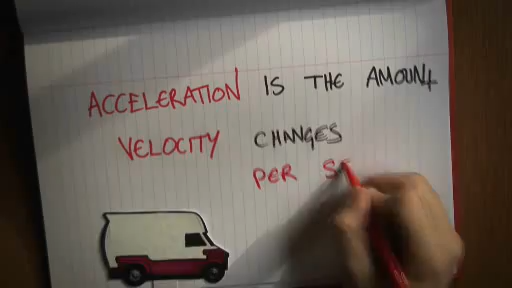 ACCELERATION IS THE AMOUNT
VELOCITY CHANGES
PER